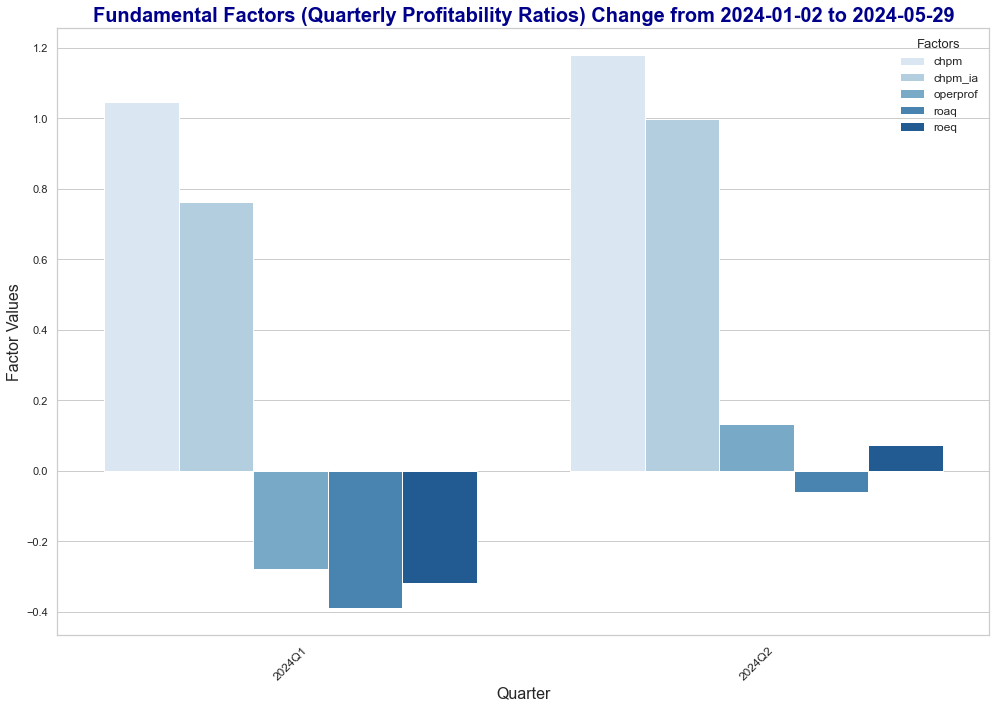 Fundamental Factors (Quarterly Profitability Ratios) Change from 2024-01-02 to 2024-05-29
Factors
chpm
chpm_ia
operprof
roaq
roeq
Factor Values
1.2
1.0
0.8
0.6
0.4
0.2
0.0
−0.2
−0.4
2024Q1
2024Q2
Quarter